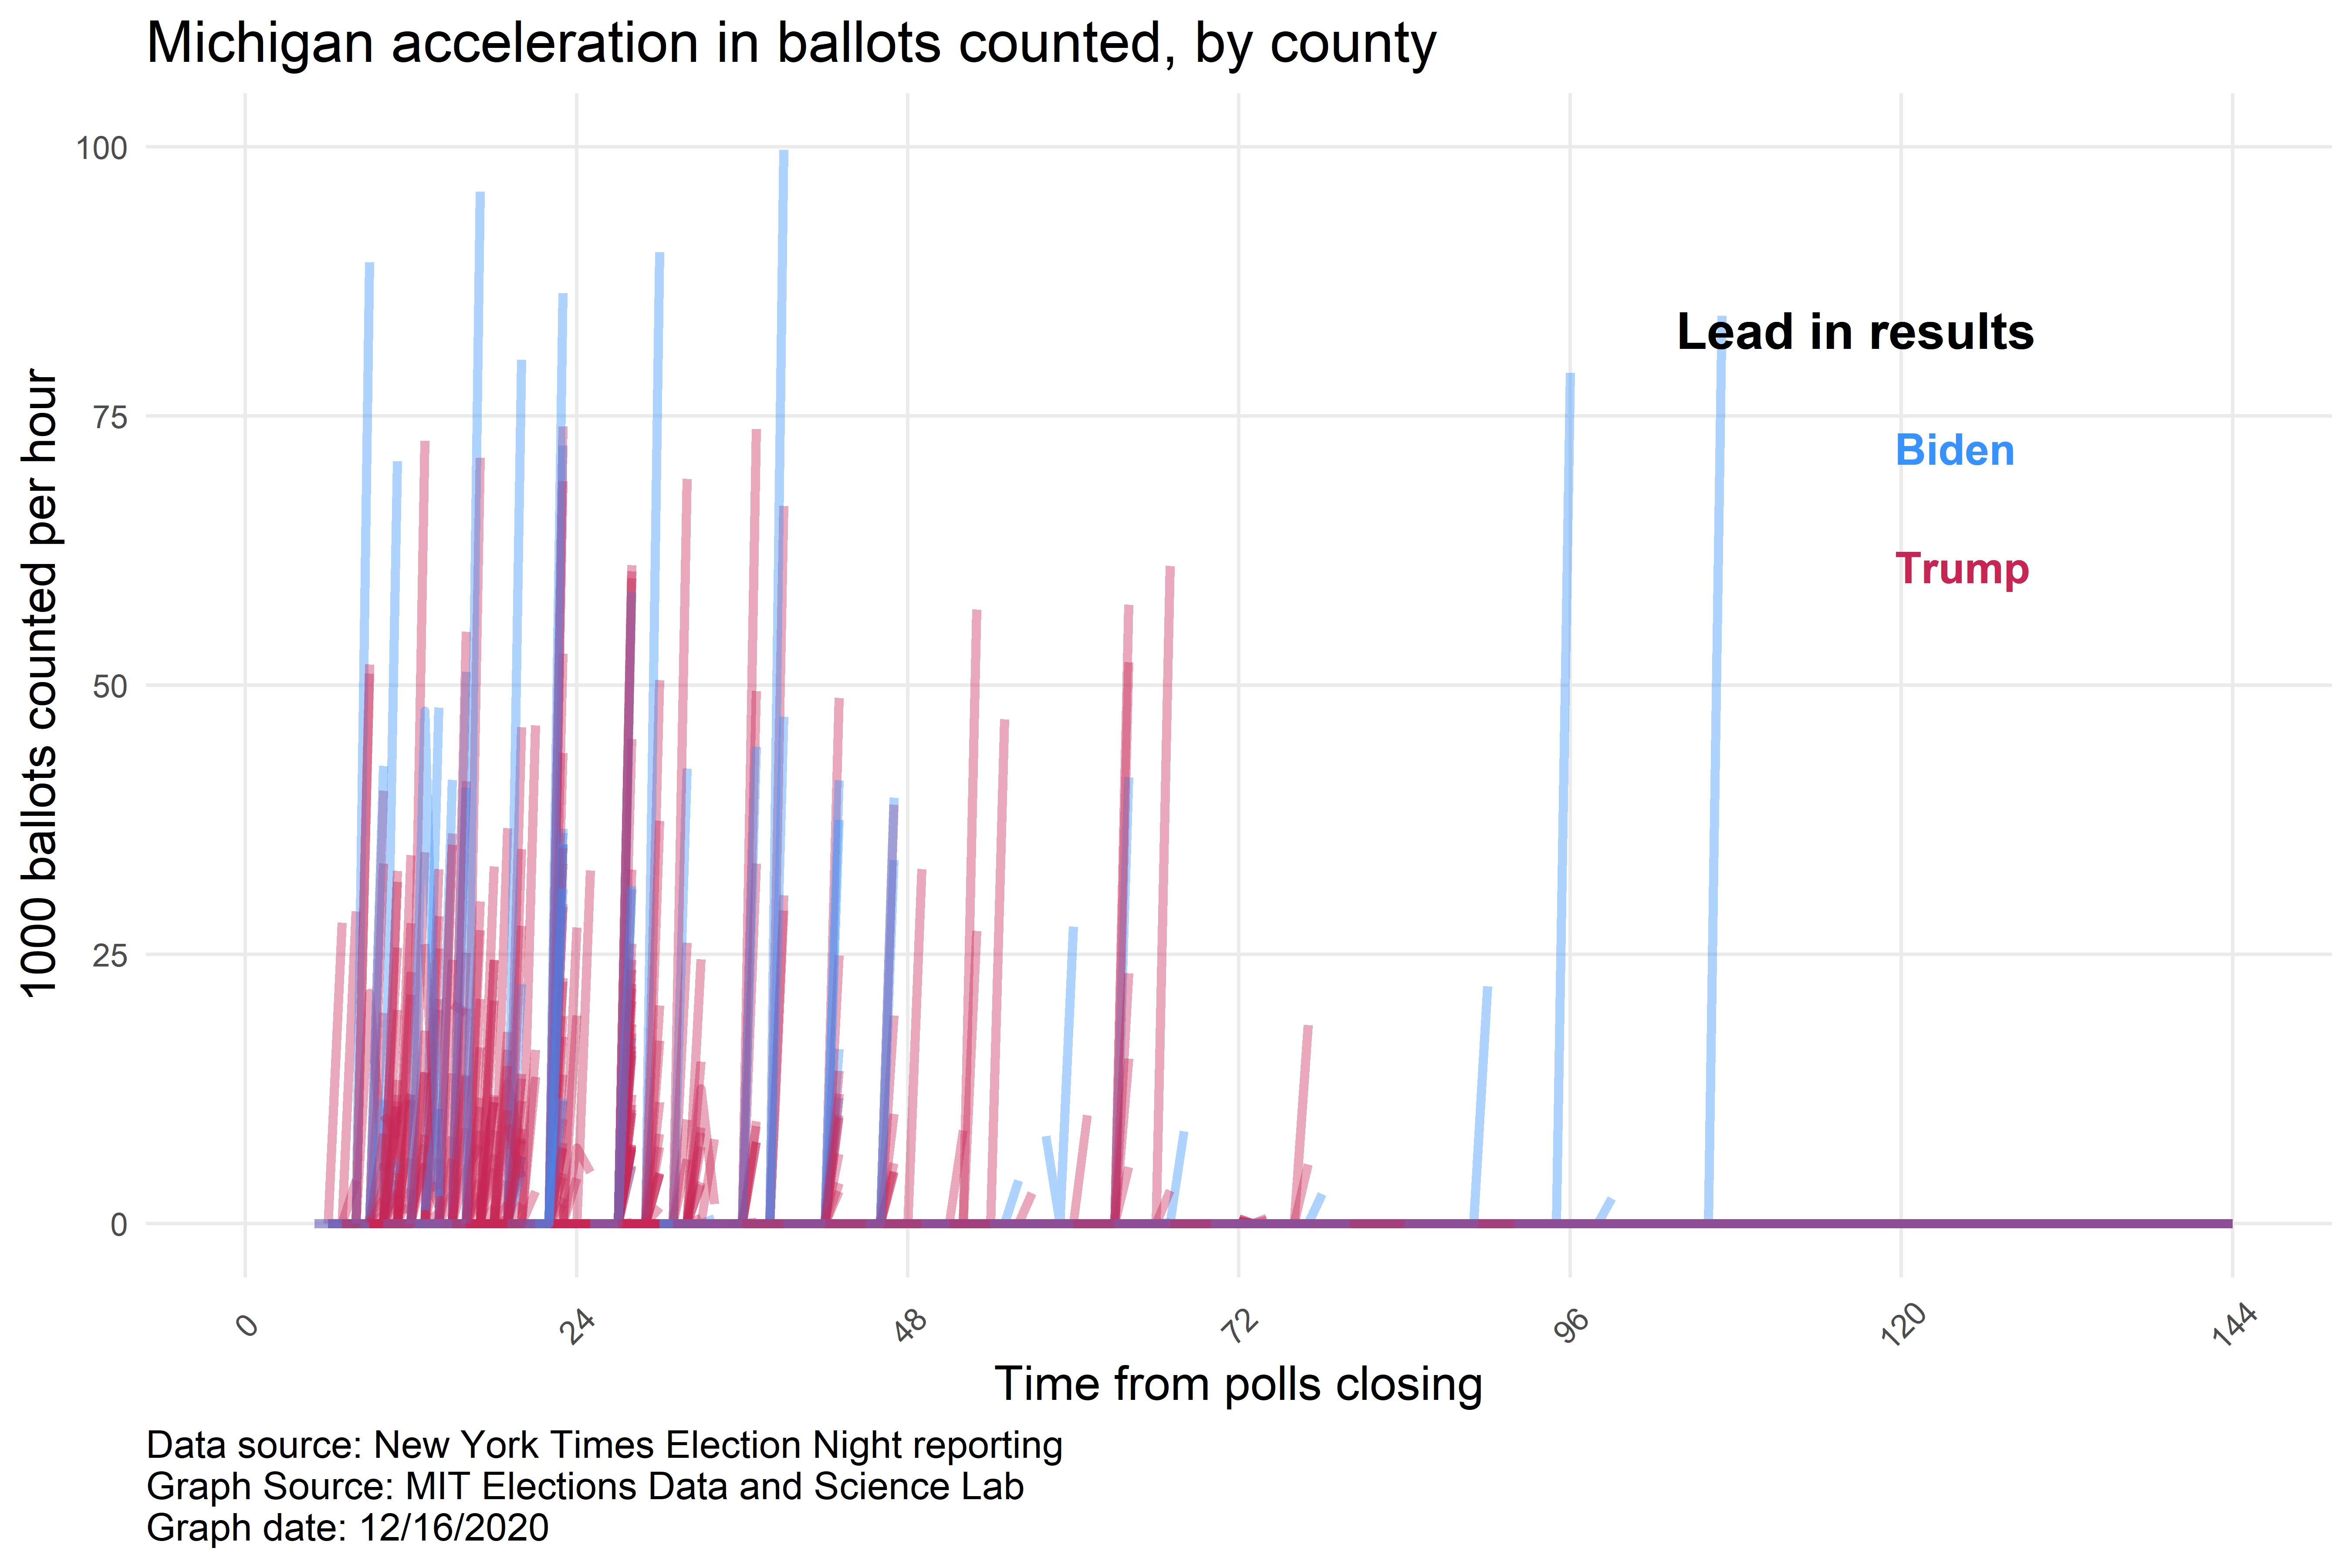 Michigan acceleration in ballots counted, by county
1000 ballots counted per hour
100
75
50
25
0
Lead in results
Biden
Trump
0
24
48
72
96
120
144
Time from polls closing
Data source: New York Times Election Night reporting
Graph Source: MIT Elections Data and Science Lab
Graph date: 12/16/2020